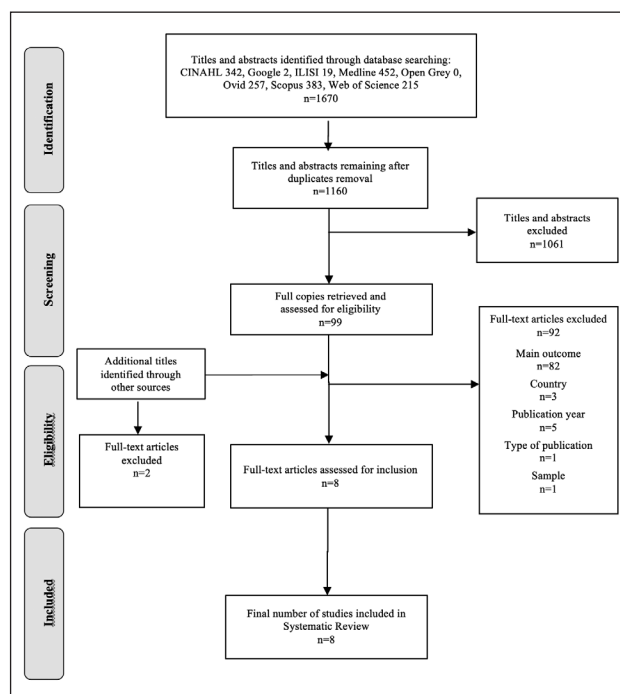 Identification
Titles and abstracts identified through database searching:
CINAHL 342, Google 2, ILISI 19, Medline 452, Open Grey 0,
Ovid 257, Scopus 383, Web of Science 215
n=1670
Titles and abstracts remaining after
duplicates removal
n=1160
Screening
Titles and abstracts
excluded
n=1061
Full copies retrieved and
assessed for eligibility
n=99
Full-text articles excluded
n=92
Main outcome
n=82
Country
n=3
Publication year
n=5
Type of publication
n=1
Sample
n=1
Eligibility
Additional titles
identified through
other sources
Full-text articles
excluded
n=2
Full-text articles assessed for inclusion
n=8
Included
Final number of studies included in
Systematic Review
n=8